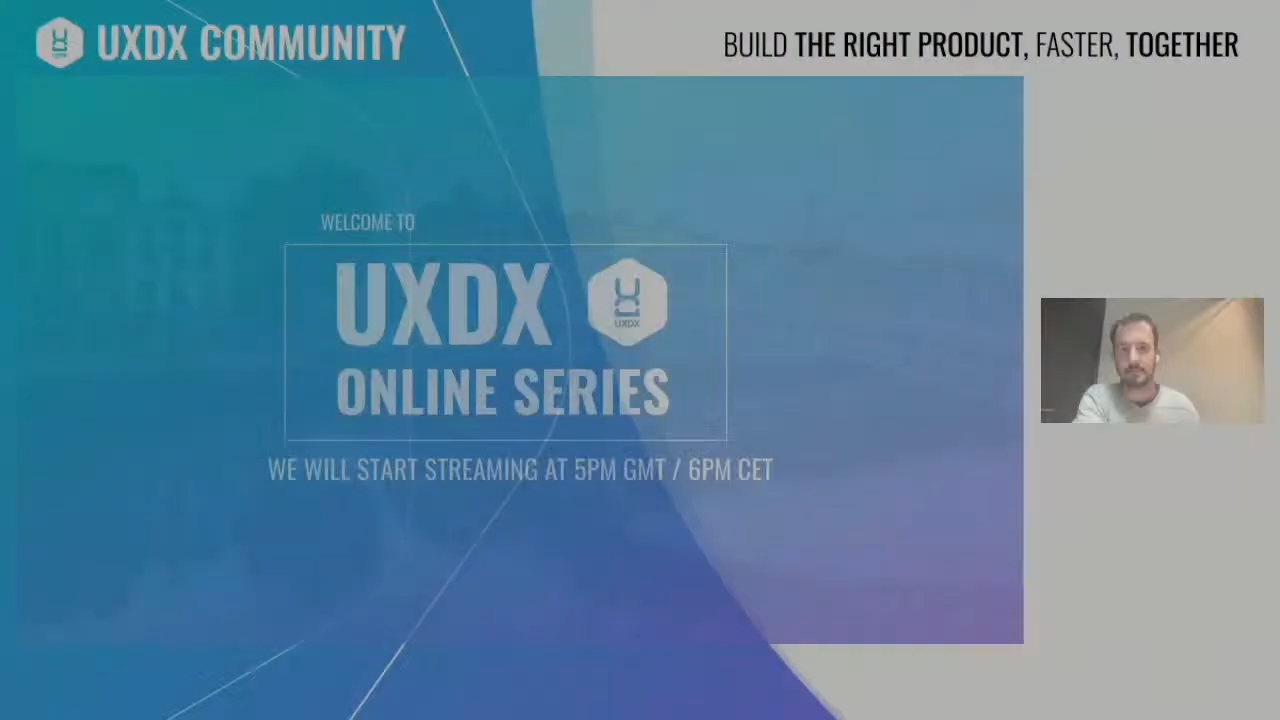 UXDX COMMUNITY
BUILD THE RIGHT PRODUCT, FASTER, TOGETHER
WELCOME TO
UXDX
UXDX
ONLINE SERIES
WE WILL START STREAMING AT 5PM GMT / 6PM CET